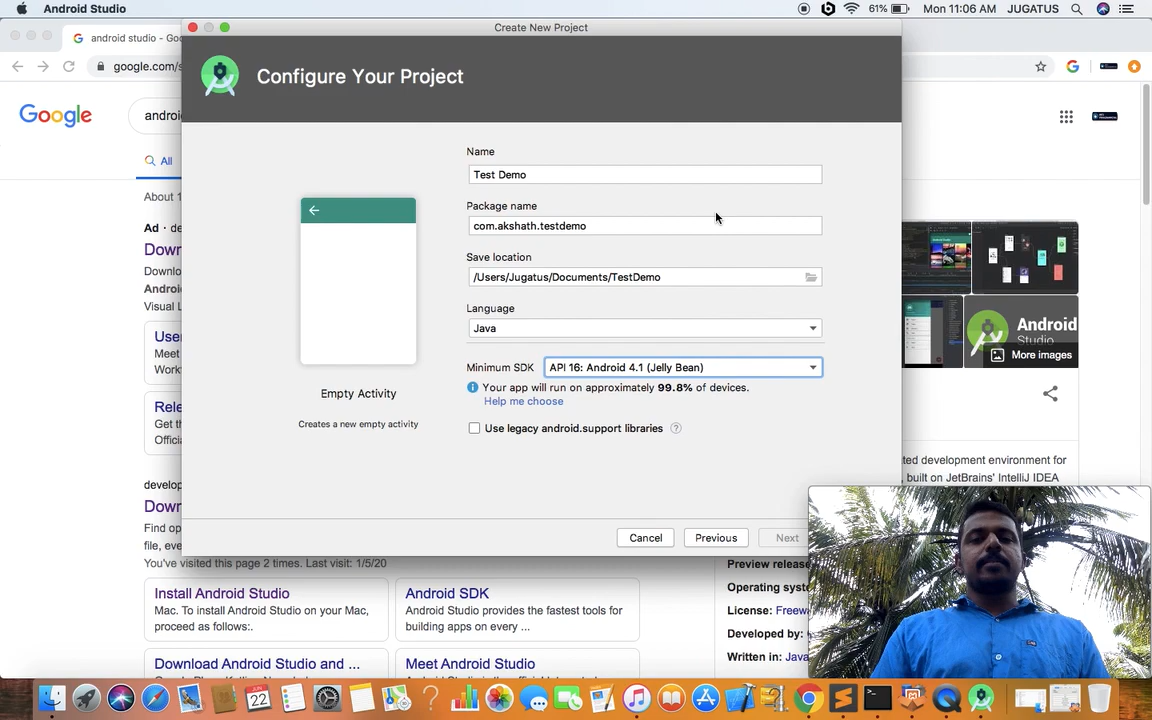 Android Studio
61%
Mon 11:06 AM
JUGATUS
android studio - Go
Create New Project
google.com/s
Configure Your Project
Google
All
About 1
Ad
Dow
Downlo
Visual L
Name
Test Demo
Package name
com.akshath.testdemo
Save location
/Users/Jugatus/Documents/TestDemo
Language
Java
Minimum SDK
API 16: Android 4.1 (Jelly Bean)
Your app will run on approximately 99.8% of devices.
Help me choose
Use legacy android.support libraries
?
Empty Activity
Creates a new empty activity
Android
Studio
More images
Use
Meet
Workf
Rele
Get th
Official
ted development environment for
, built on JetBrains' IntelliJ IDEA
develop
Find op
file, eve
Cancel
Previous
Next
You've visited this page 2 times. Last visit: 1/5/20
Preview release
Operating syst
License: Freew
Developed by:
Written in: Java
Install Android Studio
Mac. To install Android Studio on your Mac,
proceed as follows:.
Android SDK
Android Studio provides the fastest tools for
building apps on every ...
Download Android Studio and ...
Meet Android Studio
JUN
22